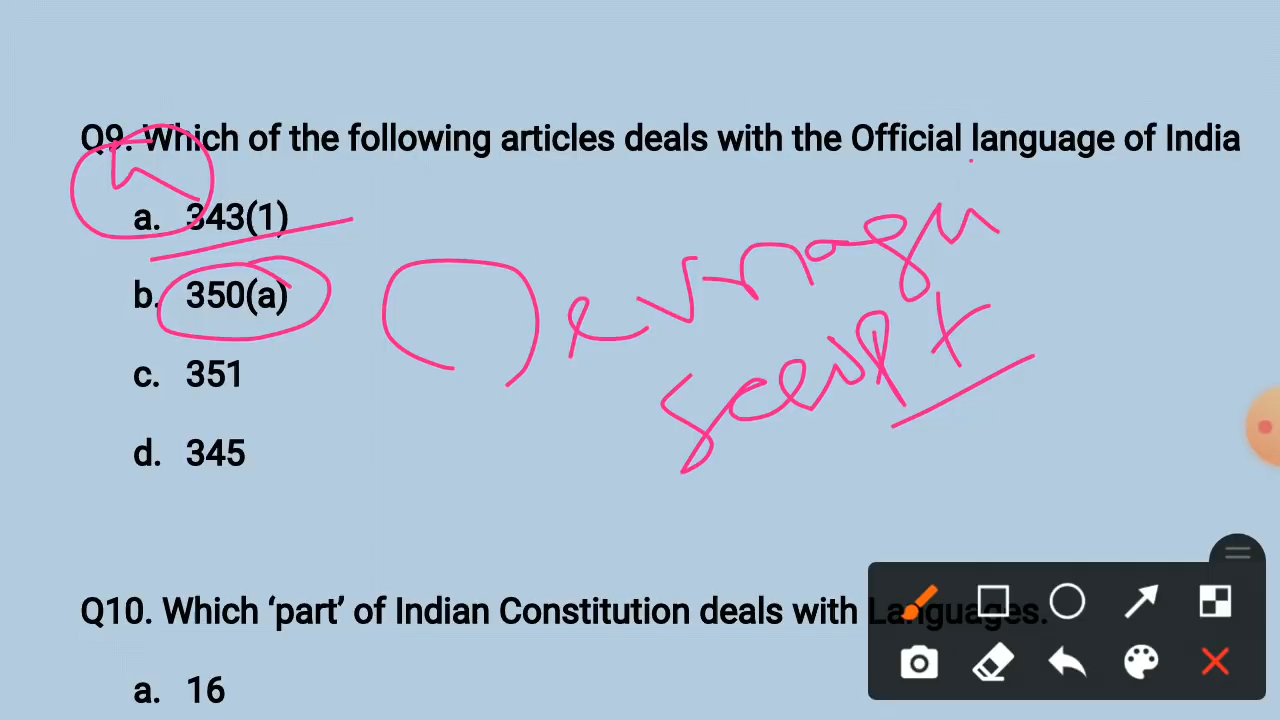 Q9. Which of the following articles deals with the Official language of India
a. 343(1)
b. 350(a)
c. 351
d. 345
Devnagri
script
Q10. Which ‘part’ of Indian Constitution deals with Languages.
a. 16